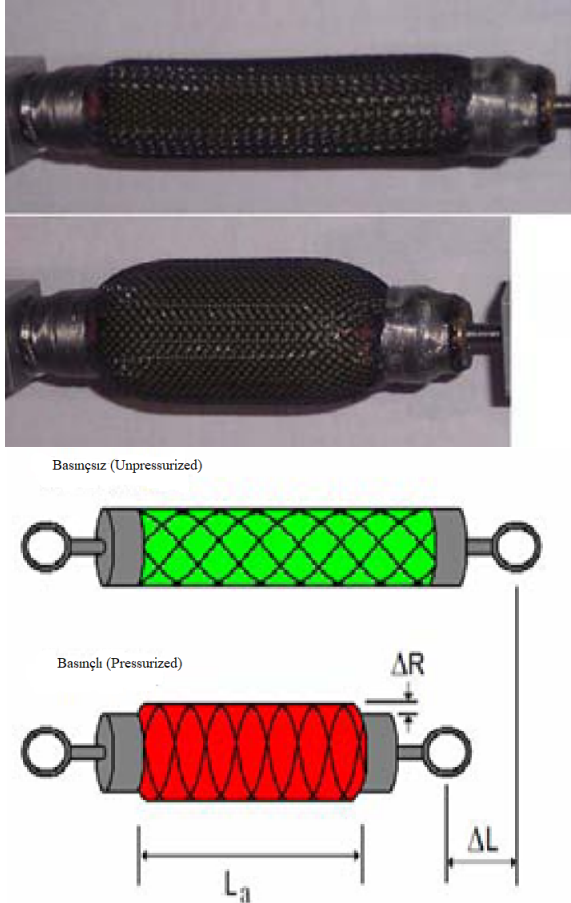 Basınçsız (Unpressurized)
Basınçlı (Pressurized)
ΔR
ΔL
La